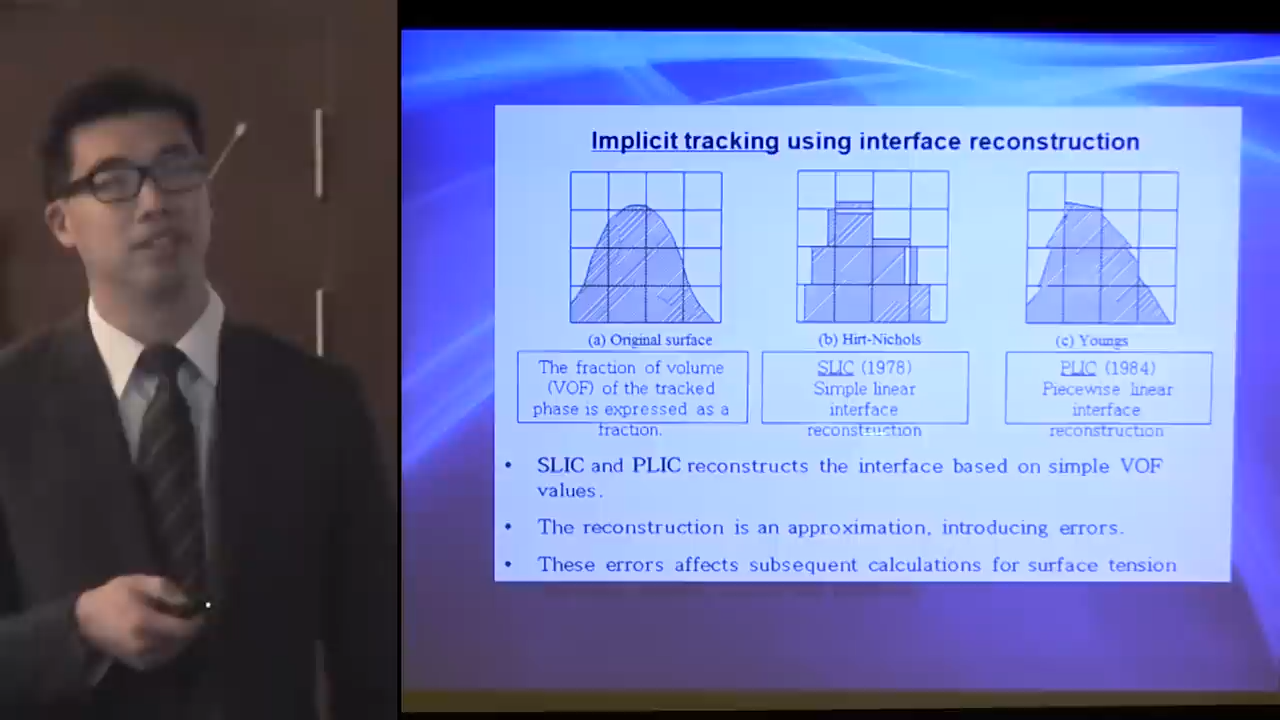 Implicit tracking using interface reconstruction
(a) Original surface
(b) Hirt-Nichols
(c) Youngs
The fraction of volume
(VOF) of the tracked
phase is expressed as a
fraction.
SLIC (1978)
Simple linear
interface
reconstruction
PLIC (1984)
Piecewise linear
interface
reconstruction
• SLIC and PLIC reconstructs the interface based on simple VOF
values.
• The reconstruction is an approximation, introducing errors.
• These errors affects subsequent calculations for surface tension